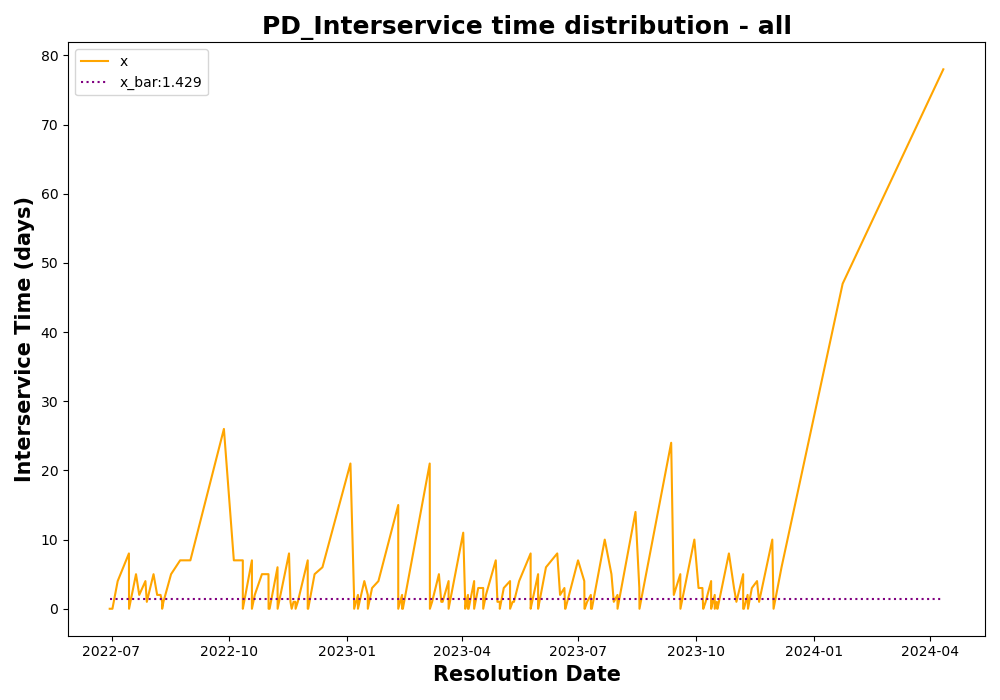 PD_Interservice time distribution - all
x
x_bar:1.429
Interservice Time (days)
80
70
60
50
40
30
20
10
0
2022-07 2022-10 2023-01 2023-04 2023-07 2023-10 2024-01 2024-04
Resolution Date